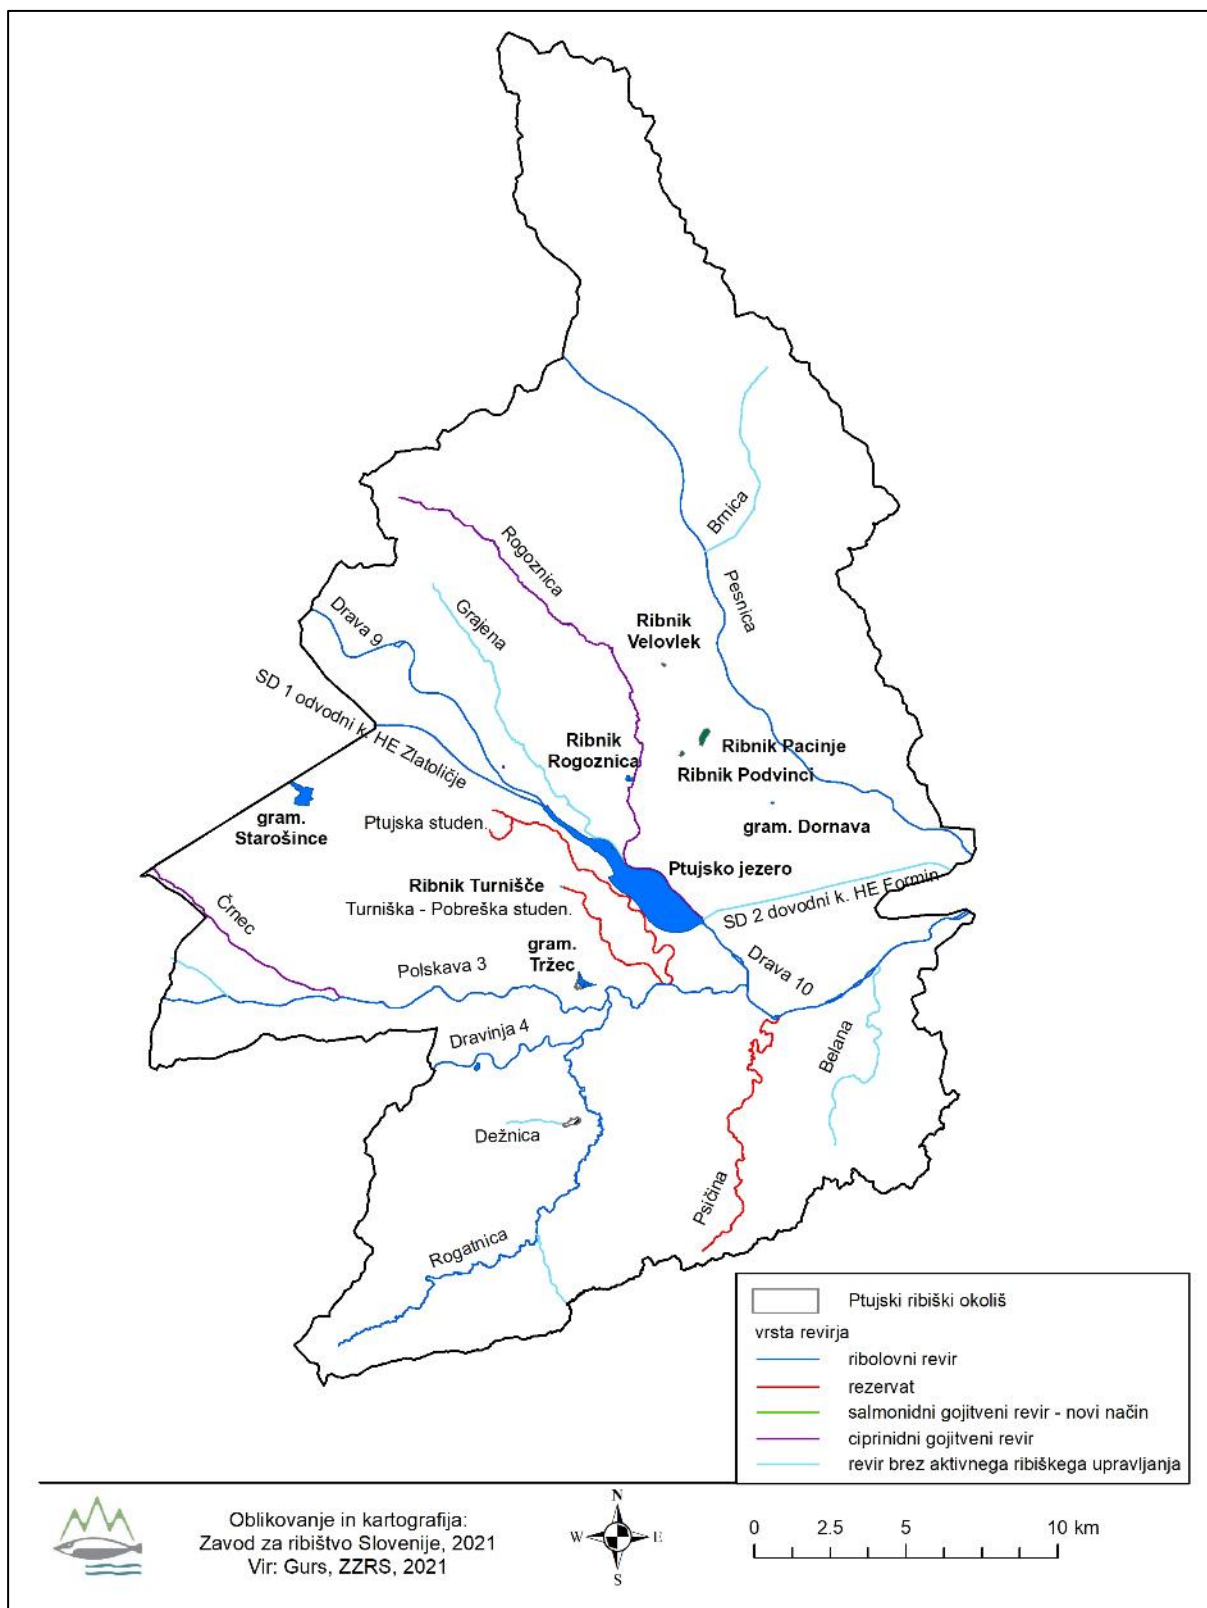 Brnica
Rogoznica
Pesnica
Grajena
Drava 9
Ribnik
Velovlek
SD 1 odvodni k. HE Zlatoličje
Ribnik
Rogoznica
Ribnik Pacinje
Ribnik Podvinci
gram.
Starošince
Ptujska studen.
gram. Dornava
Ptujsko jezero
Ribnik Turnišče
Turniška - Pobreška studen.
SD 2 dovodni k. HE Formin
Črnec
gram.
Tržec
Polskava 3
Drava 10
Dravinja 4
Belana
Dežnica
Psičina
Rogatnica
Ptujski ribiški okoliš
vrsta revirja
ribolovni revir
rezervat
salmonidni gojitveni revir - novi način
ciprinidni gojitveni revir
revir brez aktivnega ribiškega upravljanja
Oblikovanje in kartografija:
Zavod za ribištvo Slovenije, 2021
Vir: Gurs, ZZRS, 2021
N
W E
S
0 2.5 5 10 km